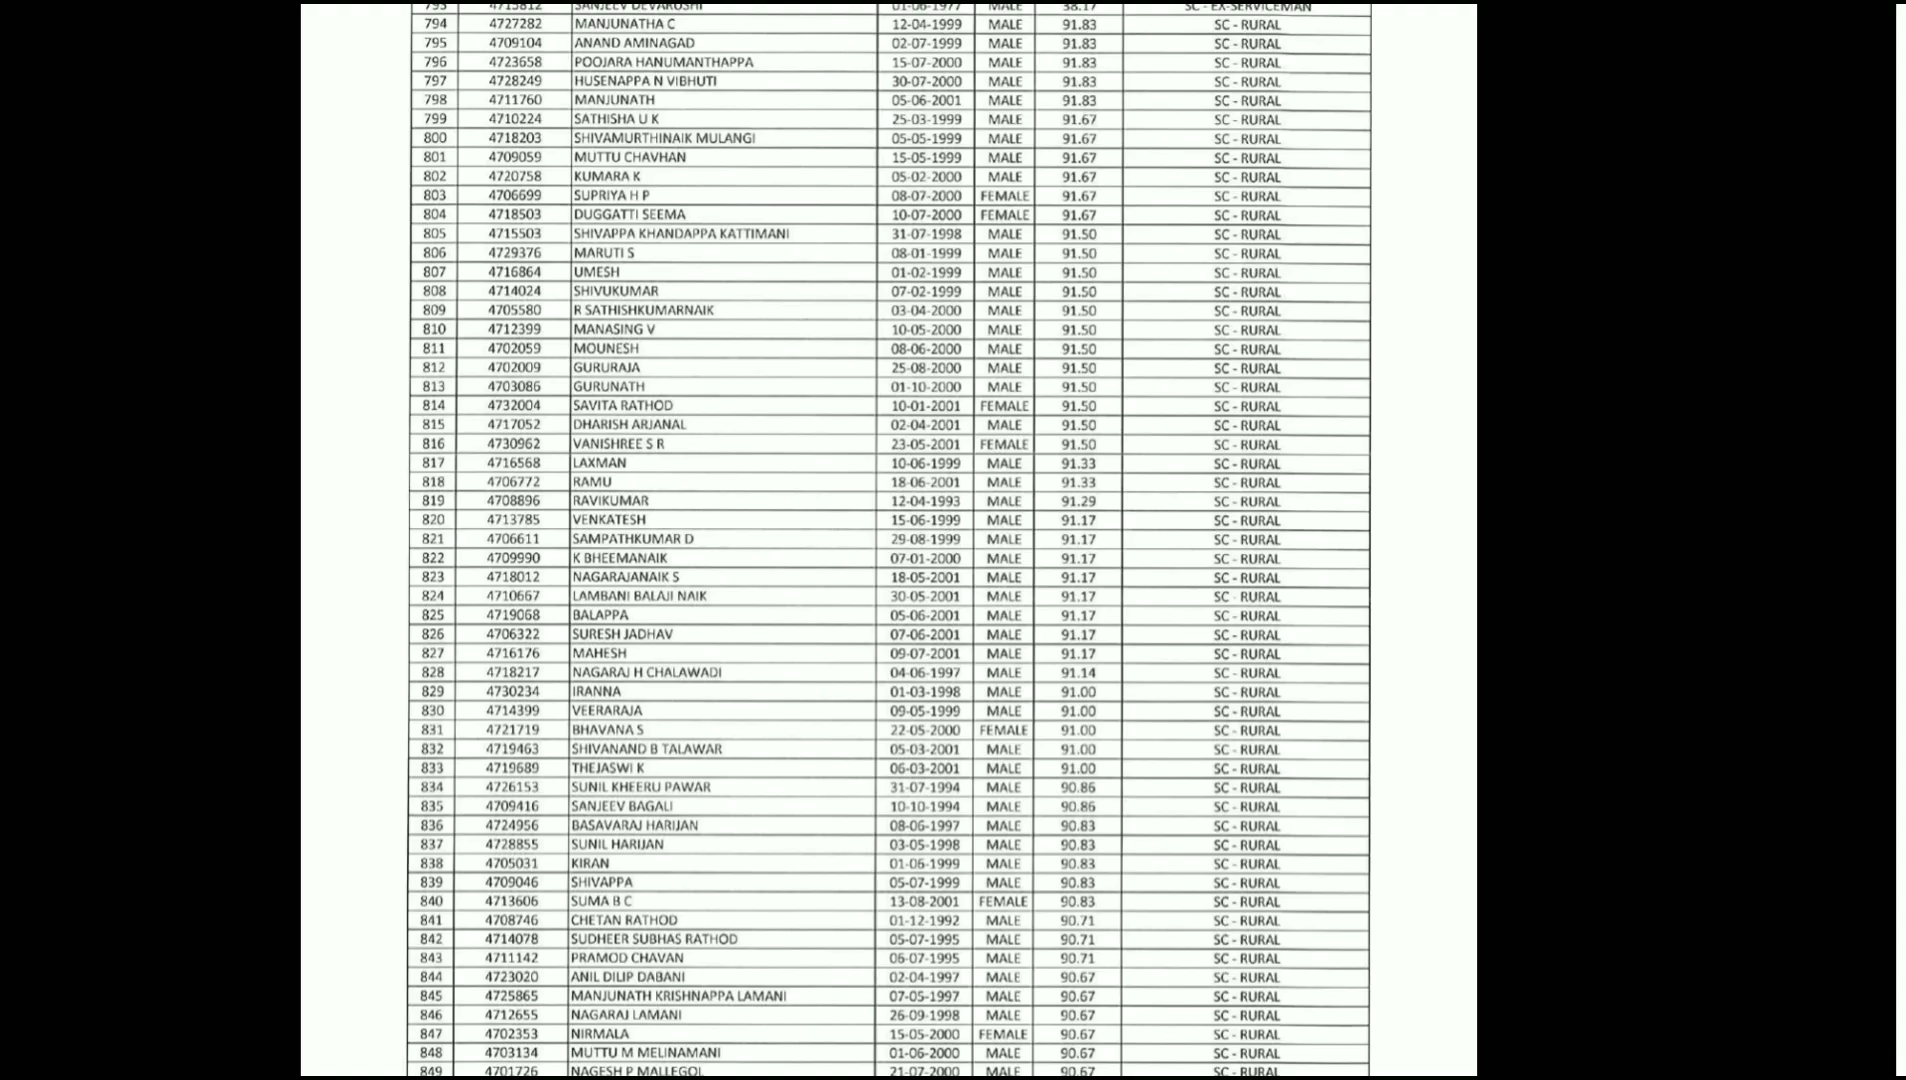 793 4715812 SANJEEV DEVARUSHI 01-06-1977 MALE 38.17 SC - EX-SERVICEMAN
794 4727282 MANJUNATHA C 12-04-1999 MALE 91.83 SC - RURAL
795 4709104 ANAND AMINAGAD 02-07-1999 MALE 91.83 SC - RURAL
796 4723658 POOJARA HANUMANTHAPPA 15-07-2000 MALE 91.83 SC - RURAL
797 4728249 HUSENAPPA N VIBHUTI 30-07-2000 MALE 91.83 SC - RURAL
798 4711760 MANJUNATH 05-06-2001 MALE 91.83 SC - RURAL
799 4710224 SATHISHA U K 25-03-1999 MALE 91.67 SC - RURAL
800 4718203 SHIVAMURTHINAIK MULANGI 05-05-1999 MALE 91.67 SC - RURAL
801 4709059 MUTTU CHAVHAN 15-05-1999 MALE 91.67 SC - RURAL
802 4720758 KUMARA K 05-02-2000 MALE 91.67 SC - RURAL
803 4706699 SUPRIYA H P 08-07-2000 FEMALE 91.67 SC - RURAL
804 4718503 DUGGATTI SEEMA 10-07-2000 FEMALE 91.67 SC - RURAL
805 4715503 SHIVAPPA KHANDAPPA KATTIMANI 31-07-1998 MALE 91.50 SC - RURAL
806 4729376 MARUTI S 08-01-1999 MALE 91.50 SC - RURAL
807 4716864 UMESH 01-02-1999 MALE 91.50 SC - RURAL
808 4714024 SHIVUKUMAR 07-02-1999 MALE 91.50 SC - RURAL
809 4705580 R SATHISHKUMARNAIK 03-04-2000 MALE 91.50 SC - RURAL
810 4712399 MANASING V 10-05-2000 MALE 91.50 SC - RURAL
811 4702059 MOUNESH 08-06-2000 MALE 91.50 SC - RURAL
812 4702009 GURURAJA 25-08-2000 MALE 91.50 SC - RURAL
813 4703086 GURUNATH 01-10-2000 MALE 91.50 SC - RURAL
814 4732004 SAVITA RATHOD 10-01-2001 FEMALE 91.50 SC - RURAL
815 4717052 DHARISH ARJANAL 02-04-2001 MALE 91.50 SC - RURAL
816 4730962 VANISHREE S R 23-05-2001 FEMALE 91.50 SC - RURAL
817 4716568 LAXMAN 10-06-1999 MALE 91.33 SC - RURAL
818 4706772 RAMU 18-06-2001 MALE 91.33 SC - RURAL
819 4708896 RAVIKUMAR 12-04-1993 MALE 91.29 SC - RURAL
820 4713785 VENKATESH 15-06-1999 MALE 91.17 SC - RURAL
821 4706611 SAMPATHKUMAR D 29-08-1999 MALE 91.17 SC - RURAL
822 4709990 K BHEEMANAIK 07-01-2000 MALE 91.17 SC - RURAL
823 4718012 NAGARAJANAIK S 18-05-2001 MALE 91.17 SC - RURAL
824 4710667 LAMBANI BALAJI NAIK 30-05-2001 MALE 91.17 SC - RURAL
825 4719068 BALAPPA 05-06-2001 MALE 91.17 SC - RURAL
826 4706322 SURESH JADHAV 07-06-2001 MALE 91.17 SC - RURAL
827 4716176 MAHESH 09-07-2001 MALE 91.17 SC - RURAL
828 4718217 NAGARAJ H CHALAWADI 04-06-1997 MALE 91.14 SC - RURAL
829 4730234 IRANNA 01-03-1998 MALE 91.00 SC - RURAL
830 4714399 VEERARAJA 09-05-1999 MALE 91.00 SC - RURAL
831 4721719 BHAVANA S 22-05-2000 FEMALE 91.00 SC - RURAL
832 4719463 SHIVANAND B TALAWAR 05-03-2001 MALE 91.00 SC - RURAL
833 4719689 THEJASWI K 06-03-2001 MALE 91.00 SC - RURAL
834 4726153 SUNIL KHEERU PAWAR 31-07-1994 MALE 90.86 SC - RURAL
835 4709416 SANJEEV BAGALI 10-10-1994 MALE 90.86 SC - RURAL
836 4724956 BASAVARAJ HARIJAN 08-06-1997 MALE 90.83 SC - RURAL
837 4728855 SUNIL HARIJAN 03-05-1998 MALE 90.83 SC - RURAL
838 4705031 KIRAN 01-06-1999 MALE 90.83 SC - RURAL
839 4709046 SHIVAPPA 05-07-1999 MALE 90.83 SC - RURAL
840 4713606 SUMA B C 13-08-2001 FEMALE 90.83 SC - RURAL
841 4708746 CHETAN RATHOD 01-12-1992 MALE 90.71 SC - RURAL
842 4714078 SUDHEER SUBHAS RATHOD 05-07-1995 MALE 90.71 SC - RURAL
843 4711142 PRAMOD CHAVAN 06-07-1995 MALE 90.71 SC - RURAL
844 4723020 ANIL DILIP DABANI 02-04-1997 MALE 90.67 SC - RURAL
845 4725865 MANJUNATH KRISHNAPPA LAMANI 07-05-1997 MALE 90.67 SC - RURAL
846 4712655 NAGARAJ LAMANI 26-09-1998 MALE 90.67 SC - RURAL
847 4702353 NIRMALA 15-05-2000 FEMALE 90.67 SC - RURAL
848 4703134 MUTTU M MELINAMANI 01-06-2000 MALE 90.67 SC - RURAL
849 4701726 NAGESH P MALLEGOL 21-07-2000 MALE 90.67 SC - RURAL